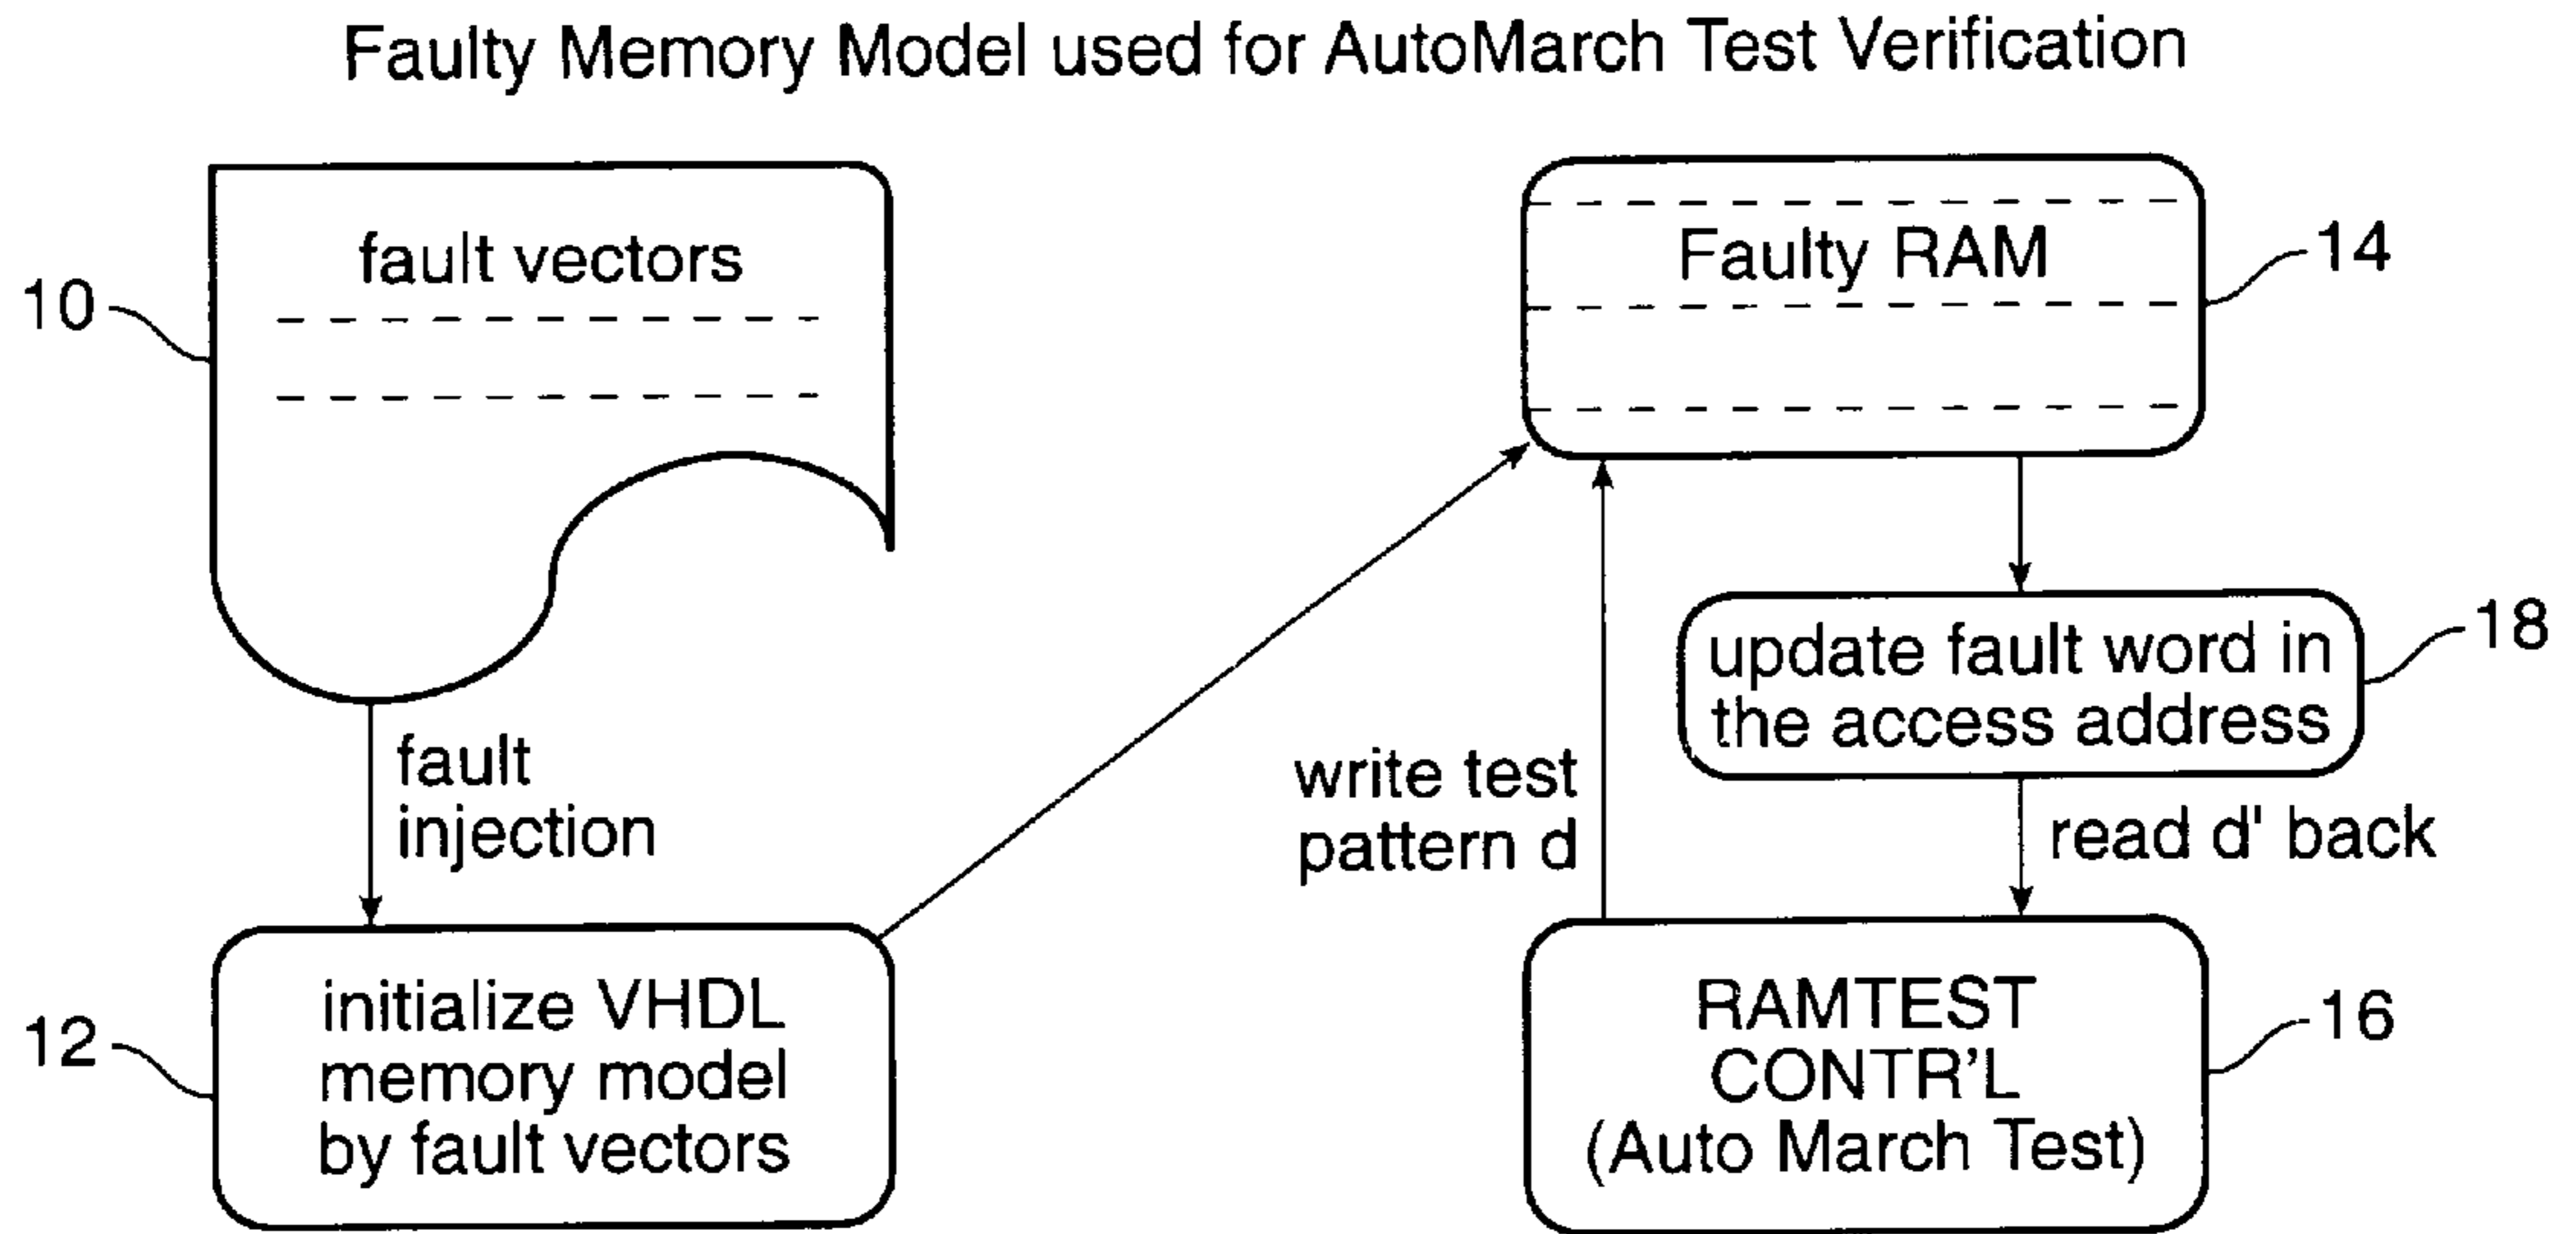 Faulty Memory Model used for AutoMarch Test Verification
fault vectors
10
fault
injection
initialize VHDL
memory model
by fault vectors
12
Faulty RAM
14
update fault word in
the access address
18
write test
pattern d
read d' back
RAMTEST
CONTR'L
(Auto March Test)
16